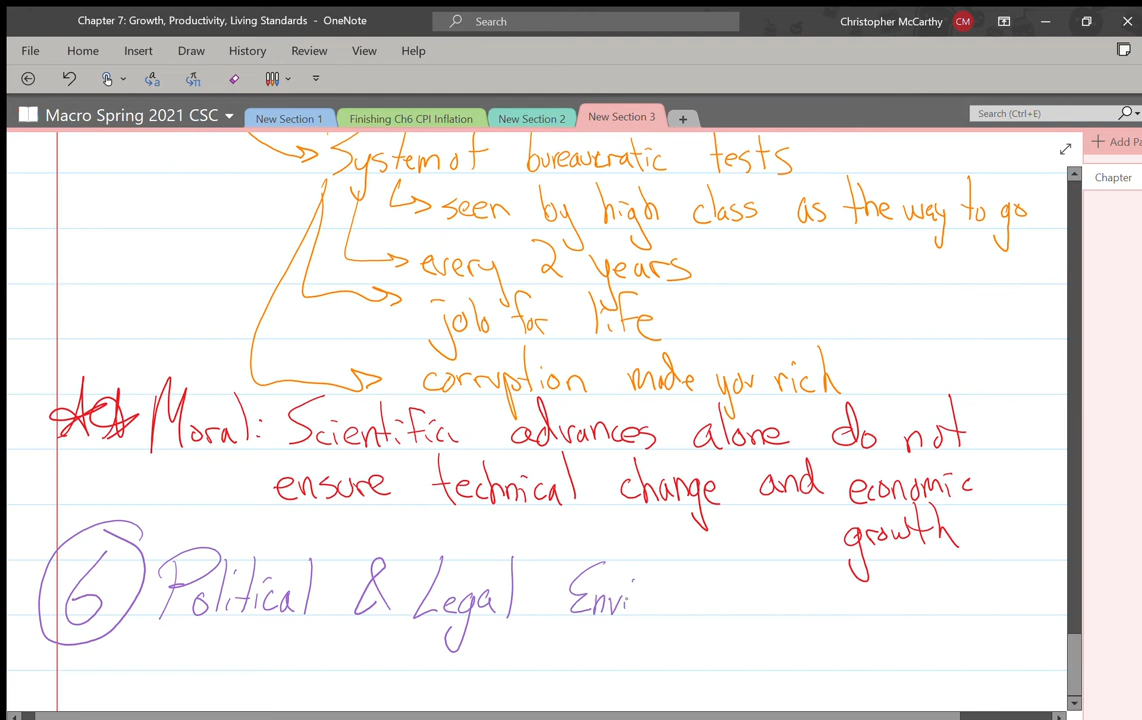 Chapter 7: Growth, Productivity, Living Standards - OneNote
Search
Christopher McCarthy CM
File Home Insert Draw History Review View Help
Macro Spring 2021 CSC
New Section 1
Finishing Ch6 CPI Inflation
New Section 2
New Section 3
Search (Ctrl+E)
Add Pa
Chapter
System of bureaucratic tests
seen by high class as the way to go
every 2 years
job for life
corruption made you rich
Moral: Scientific advances alone do not
ensure technical change and economic
growth
6 Political & Legal Envi